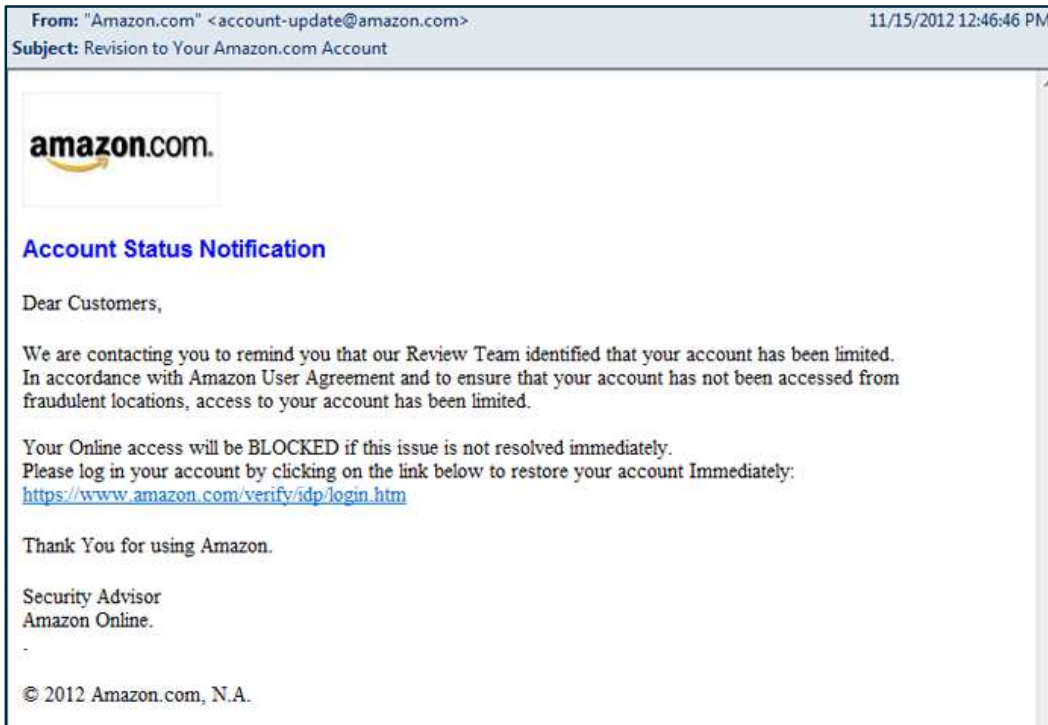 From: "Amazon.com" <account-update@amazon.com> 11/15/2012 12:46:46 PM
Subject: Revision to Your Amazon.com Account
amazon.com.
Account Status Notification
Dear Customers,
We are contacting you to remind you that our Review Team identified that your account has been limited.
In accordance with Amazon User Agreement and to ensure that your account has not been accessed from
fraudulent locations, access to your account has been limited.
Your Online access will be BLOCKED if this issue is not resolved immediately.
Please log in your account by clicking on the link below to restore your account Immediately:
https://www.amazon.com/verify/idp/login.htm
Thank You for using Amazon.
Security Advisor
Amazon Online.
-
© 2012 Amazon.com, N.A.